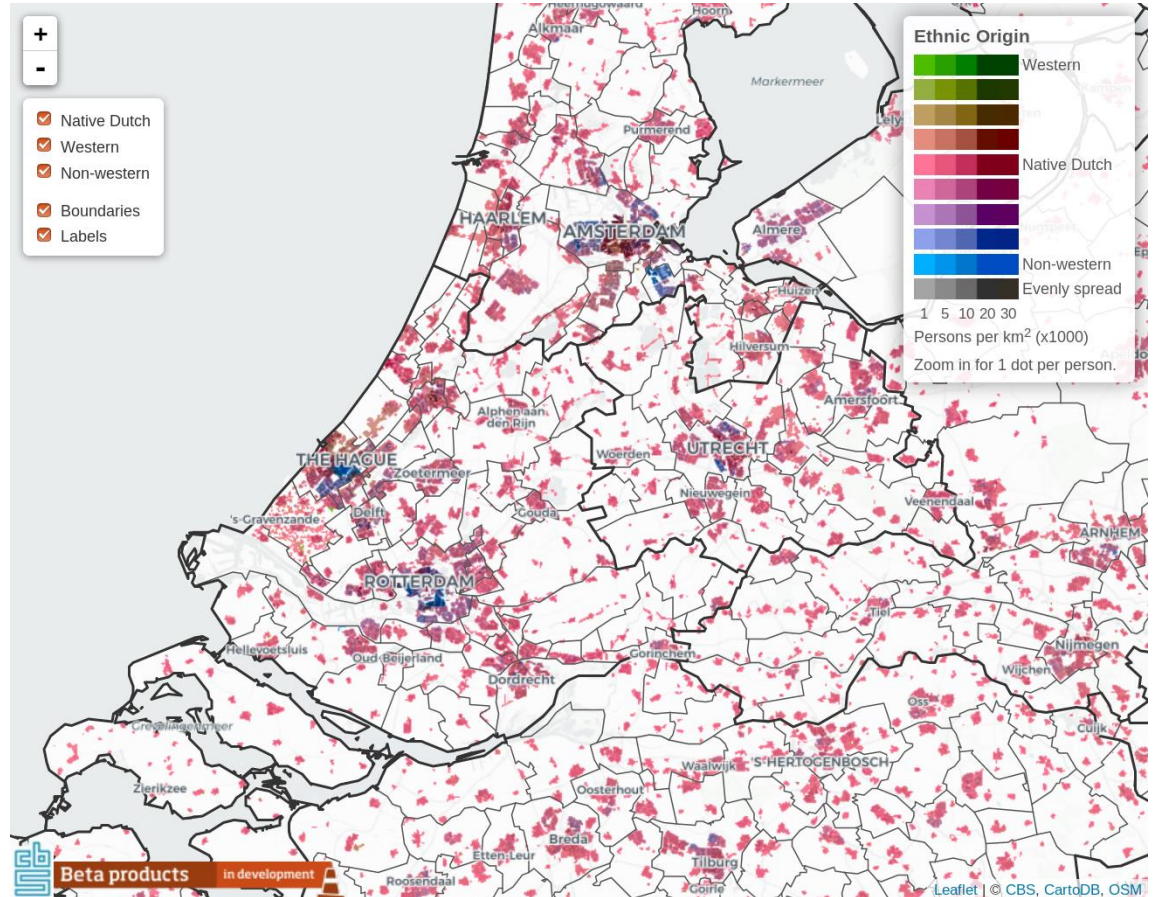 +
-
Native Dutch
Western
Non-western
Boundaries
Labels
Ethnic Origin
Western
Native Dutch
Non-western
Evenly spread
1 5 10 20 30
Persons per km² (x1000)
Zoom in for 1 dot per person.
Heerhugowaard
Hoorn
Alkmaar
Markermeer
Purmerend
HAARLEM
AMSTERDAM
Almere
Huizen
Hilversum
Alphen aan
den Rijn
Amersfoort
THE HAGUE
Zoetermeer
Woerden
UTRECHT
Nieuwegein
Veenendaal
's-Gravenzande
Delft
Gouda
ARNHEM
ROTTERDAM
Tiel
Hellevoetsluis
Oud-Beijerland
Gorinchem
Nijmegen
Wijchen
Dordrecht
Oss
Grevelingenmeer
Cuijk
Waalwijk
'S-HERTOGENBOSCH
Zierikzee
Oosterhout
Breda
Etten-Leur
Tilburg
Roosendaal
Goirle
cbs
Beta products in development
Leaflet | © CBS, CartoDB, OSM